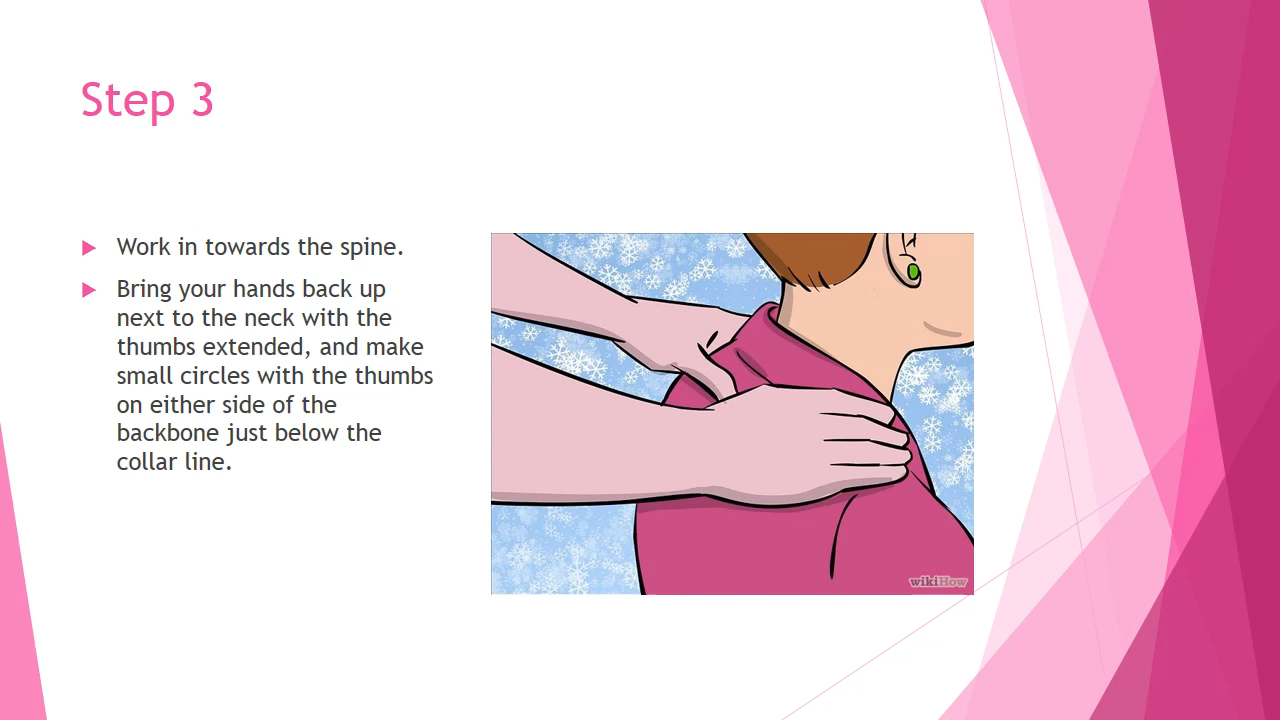 Step 3
Work in towards the spine.
Bring your hands back up
next to the neck with the
thumbs extended, and make
small circles with the thumbs
on either side of the
backbone just below the
collar line.
wikiHow